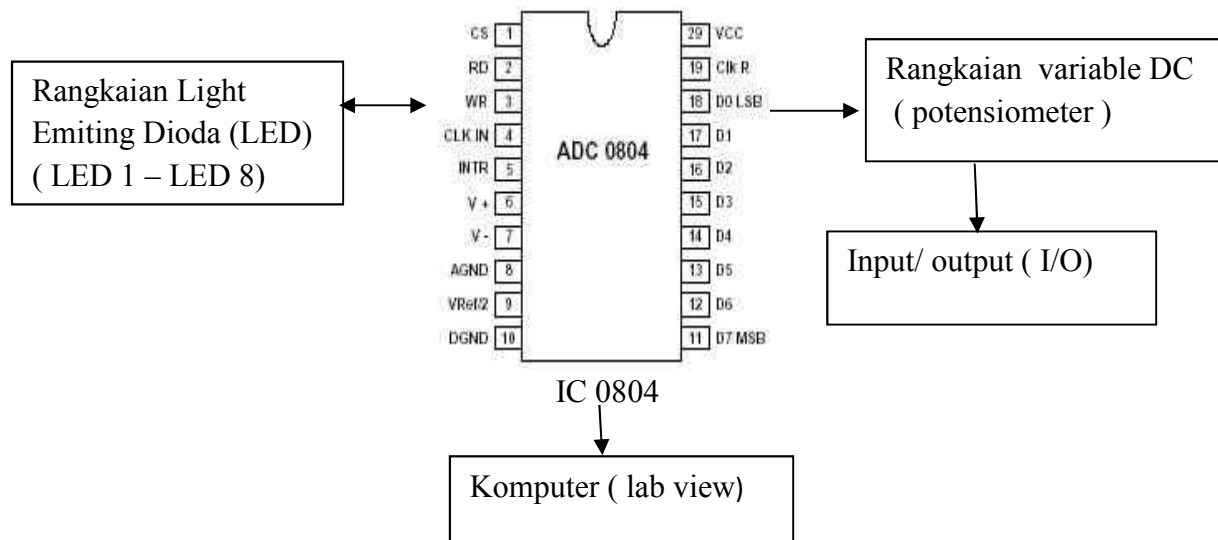 CS 1
RD 2
WR 3
CLK IN 4
INTR 5
V + 6
V - 7
AGND 8
VRef/2 9
DGND 10
ADC 0804
29 VCC
19 Clk R
18 D0 LSB
17 D1
16 D2
15 D3
14 D4
13 D5
12 D6
11 D7 MSB
IC 0804
Rangkaian Light
Emiting Dioda (LED)
( LED 1 – LED 8)
Rangkaian variable DC
( potensiometer )
Input/ output ( I/O)
Komputer ( lab view)